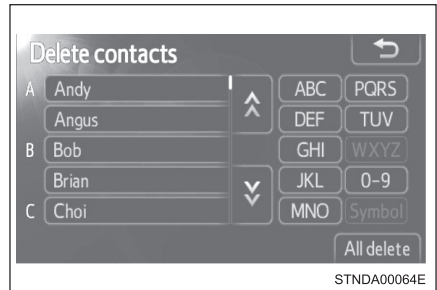 Delete contacts
A Andy ABC PQRS
Angus DEF TUV
B Bob GHI WXYZ
Brian JKL 0-9
C Choi MNO Symbol
All delete
STNDA00064E